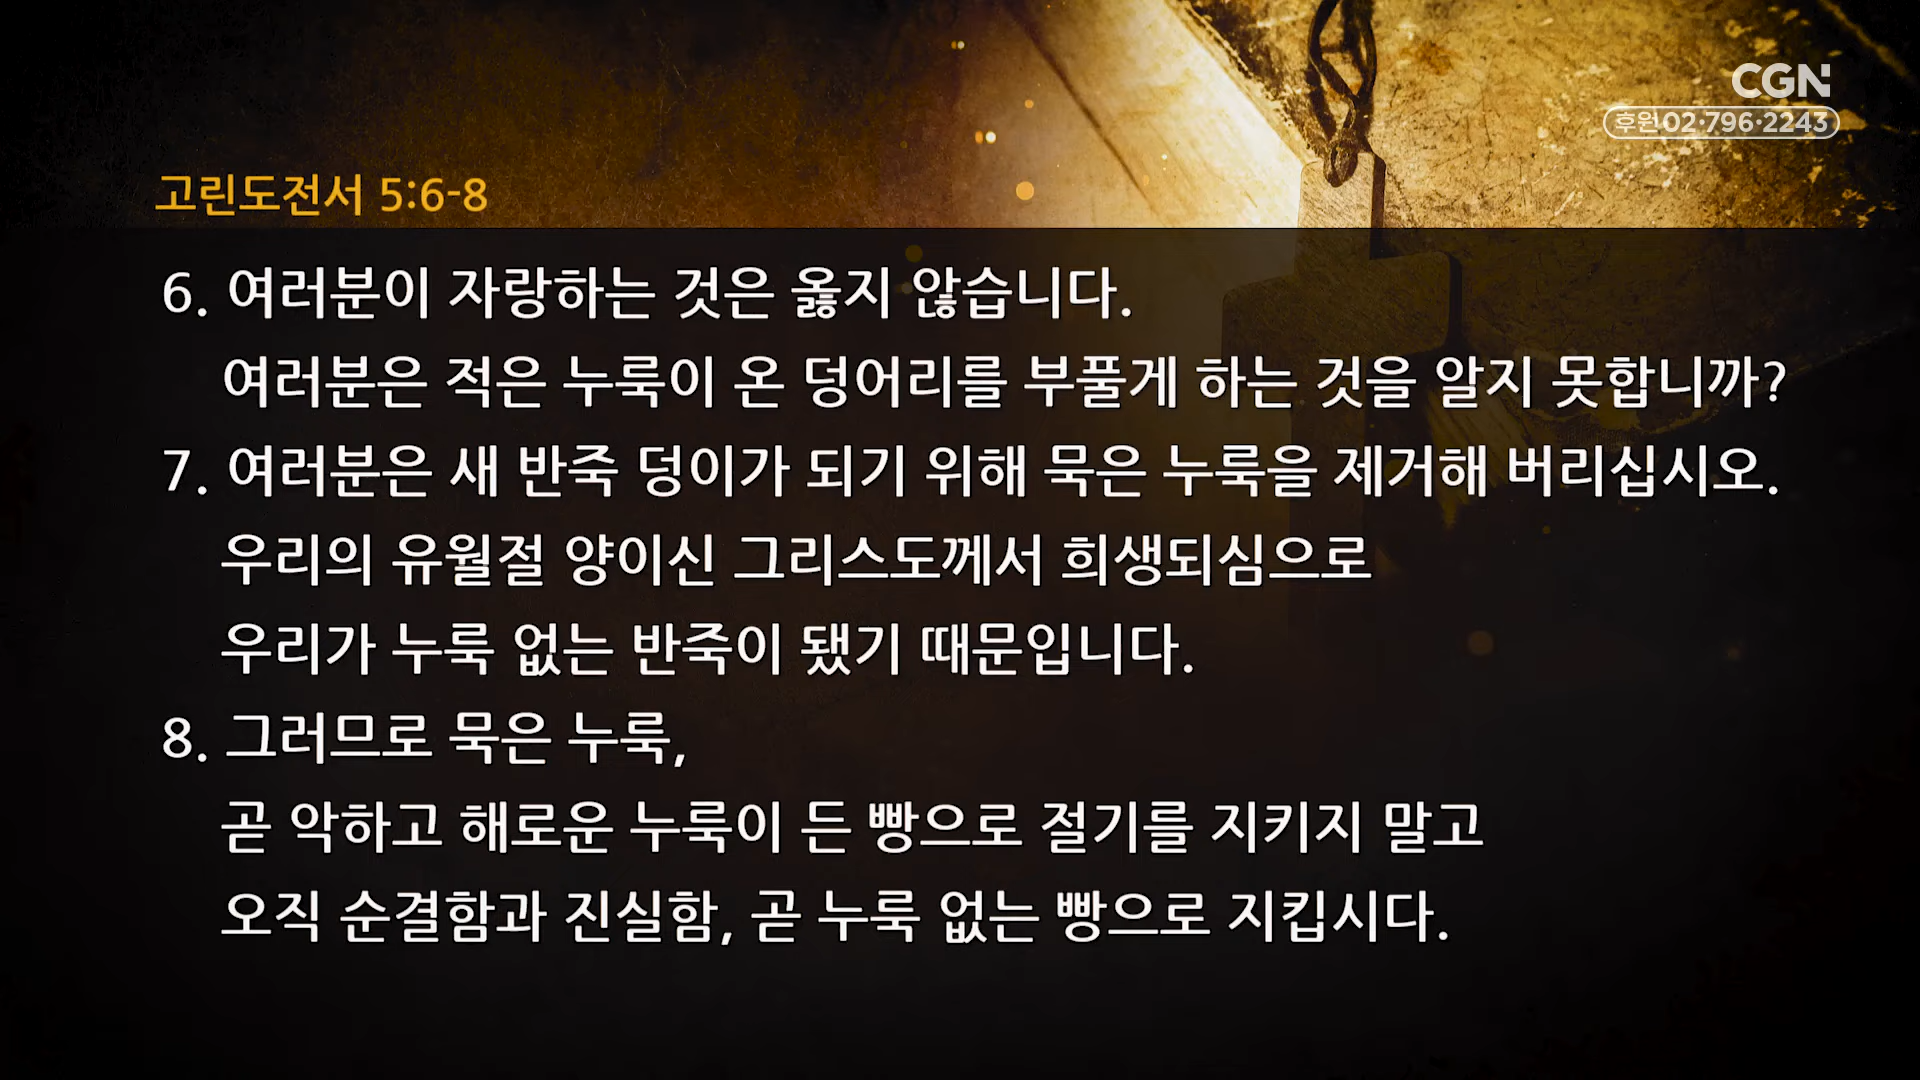 CGN
후원 02·796·2243
고린도전서 5:6-8
6. 여러분이 자랑하는 것은 옳지 않습니다.
여러분은 적은 누룩이 온 덩어리를 부풀게 하는 것을 알지 못합니까?
7. 여러분은 새 반죽 덩이가 되기 위해 묵은 누룩을 제거해 버리십시오.
우리의 유월절 양이신 그리스도께서 희생되심으로
우리가 누룩 없는 반죽이 됐기 때문입니다.
8. 그러므로 묵은 누룩,
곧 악하고 해로운 누룩이 든 빵으로 절기를 지키지 말고
오직 순결함과 진실함, 곧 누룩 없는 빵으로 지킵시다.